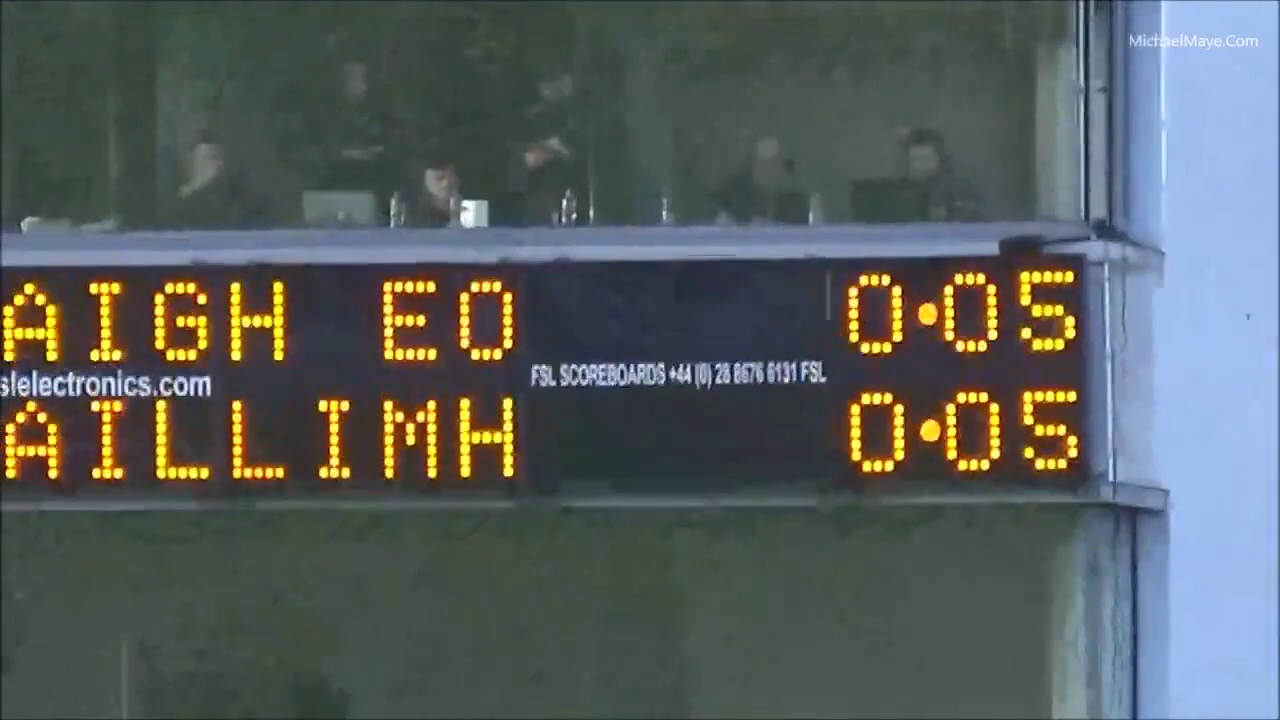 MichaelMaye.Com
AIGH EO 0·05
slelectronics.com
FSL SCOREBOARDS +44 (0) 28 8676 6131 FSL
AILLIMH 0·05